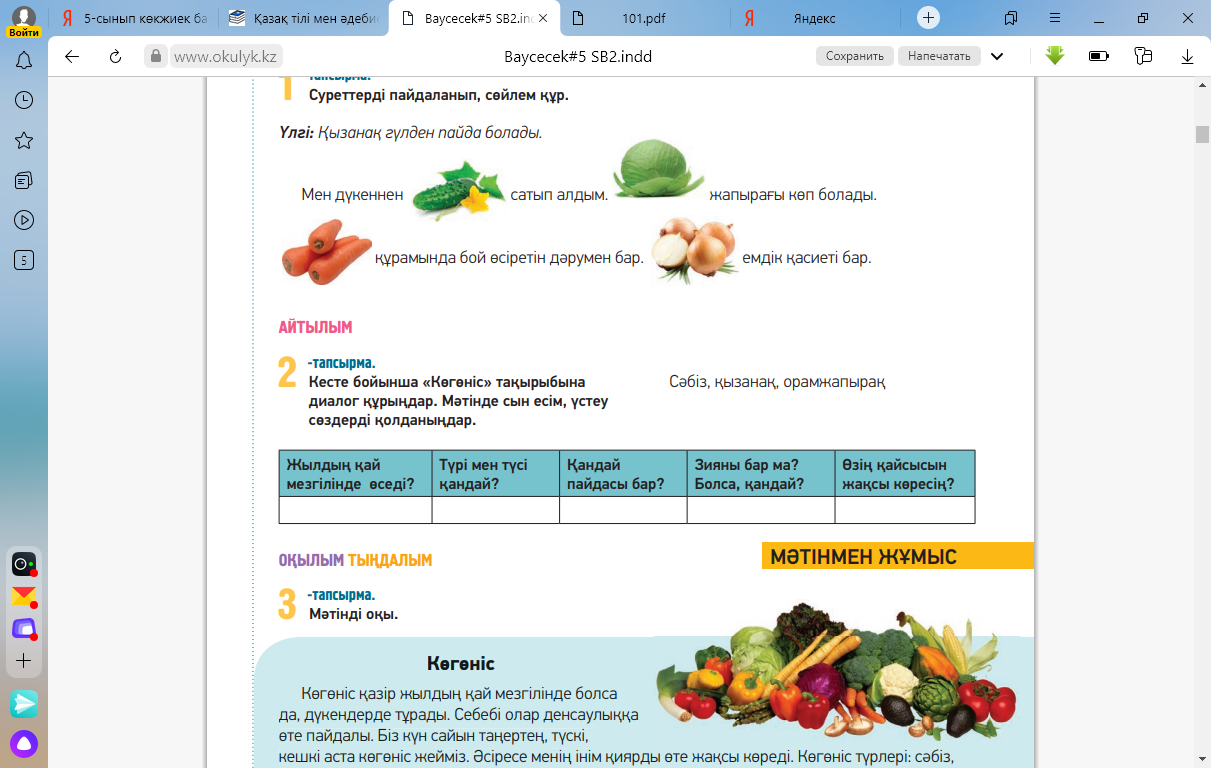 Войти
5-сынып көкжиек ба
Қазақ тілі мен әдебие
Baycecek#5 SB2.ind
101.pdf
Яндекс
www.okulyk.kz
Baycecek#5 SB2.indd
Сохранить
Напечатать
1 -тапсырма.
Суреттерді пайдаланып, сөйлем құр.
Үлгі: Қызанақ гүлден пайда болады.
Мен дүкеннен сатып алдым. жапырағы көп болады.
құрамында бой өсіретін дәрумен бар. емдік қасиеті бар.
АЙТЫЛЫМ
2 -тапсырма.
Кесте бойынша «Көгөніс» тақырыбына
диалог құрыңдар. Мәтінде сын есім, үстеу
сөздерді қолданыңдар.
Сәбіз, қызанақ, орамжапырақ
Жылдың қай
мезгілінде өседі?
Түрі мен түсі
қандай?
Қандай
пайдасы бар?
Зияны бар ма?
Болса, қандай?
Өзің қайсысын
жақсы көресің?
ОҚЫЛЫМ ТЫҢДАЛЫМ
МӘТІНМЕН ЖҰМЫС
3 -тапсырма.
Мәтінді оқы.
Көгөніс
Көгөніс қазір жылдың қай мезгілінде болса
да, дүкендерде тұрады. Себебі олар денсаулыққа
өте пайдалы. Біз күн сайын таңертең, түскі,
кешкі аста көгөніс жейміз. Әсіресе менің інім қиярды өте жақсы көреді. Көгөніс түрлері: сәбіз,